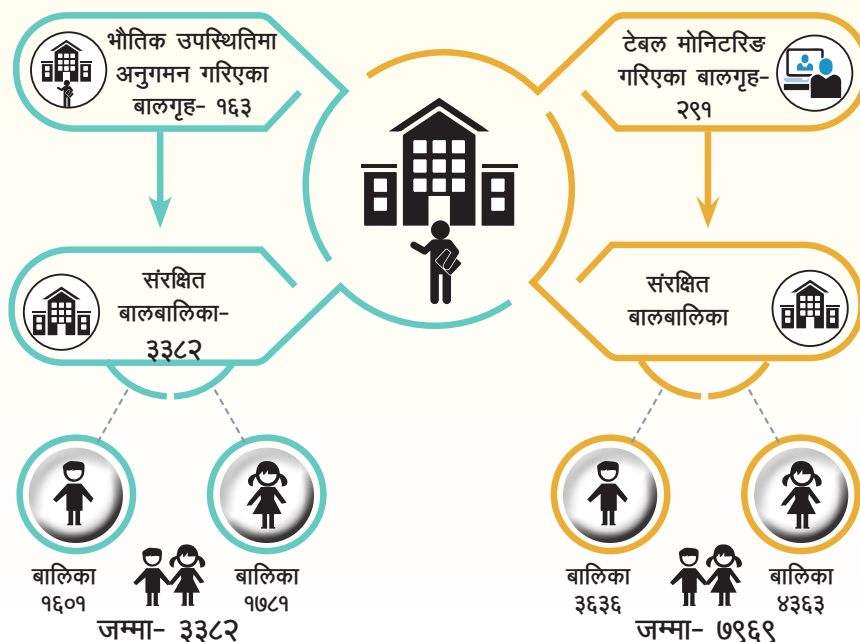 भौतिक उपस्थितिमा
अनुगमन गरिएका
बालगृह- १६३
टेबल मोनिटरिङ
गरिएका बालगृह-
२९१
संरक्षित
बालबालिका-
३३८२
संरक्षित
बालबालिका
बालिका
१६०१
बालिका
१७८१
जम्मा- ३३८२
बालिका
३६३६
बालिका
४३६३
जम्मा- ७९६९